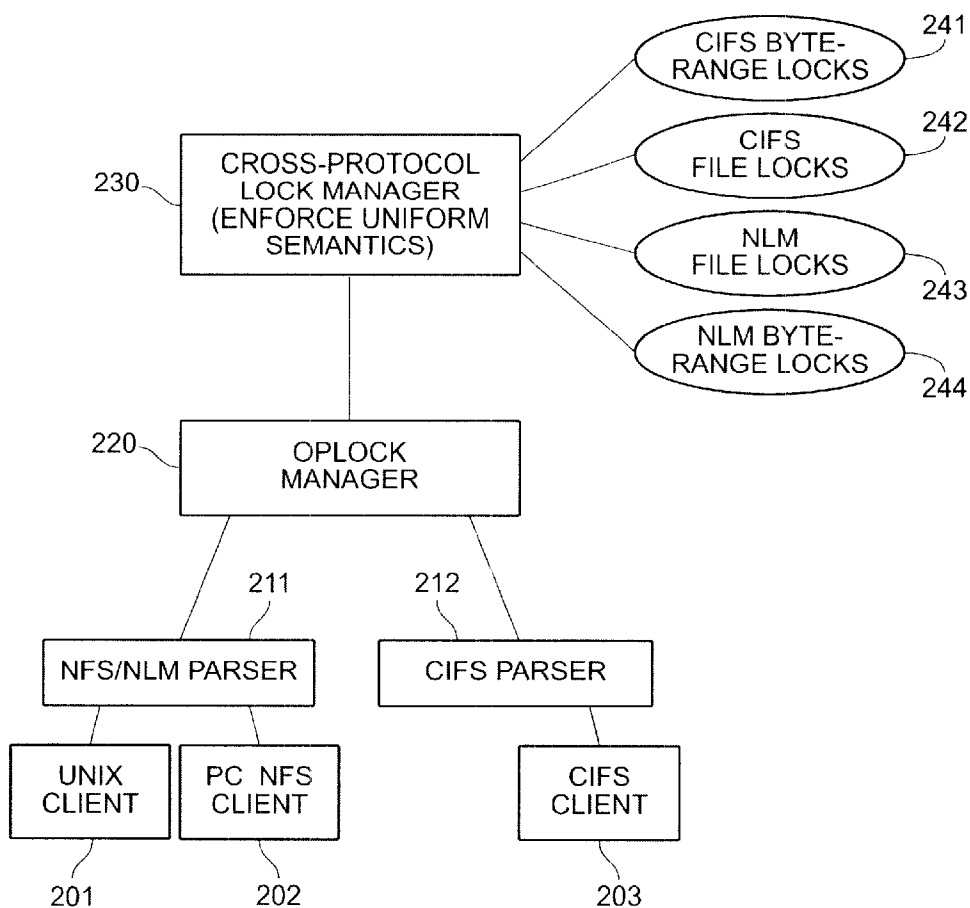 241
CIFS BYTE-
RANGE LOCKS
242
CIFS
FILE LOCKS
230
CROSS-PROTOCOL
LOCK MANAGER
(ENFORCE UNIFORM
SEMANTICS)
NLM
FILE LOCKS
243
NLM BYTE-
RANGE LOCKS
244
220
OPLOCK
MANAGER
211
212
NFS/NLM PARSER
CIFS PARSER
UNIX
CLIENT
PC NFS
CLIENT
CIFS
CLIENT
201
202
203